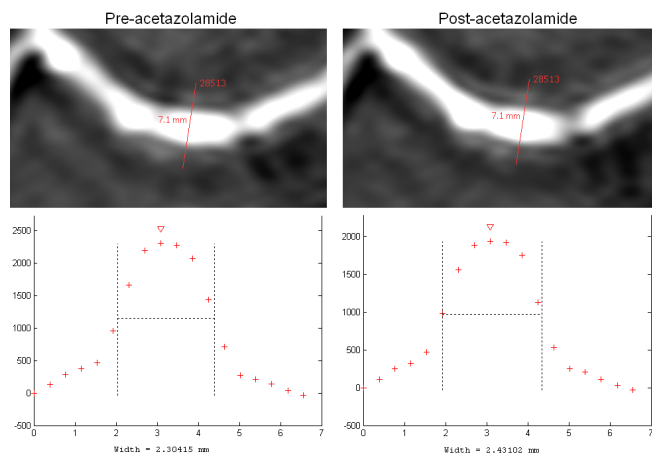 Pre-acetazolamide
Post-acetazolamide
28513
7.1 mm
28513
7.1 mm
2500
2000
1500
1000
500
0
-500
0 1 2 3 4 5 6 7
Width = 2.30415 mm
2000
1500
1000
500
0
-500
0 1 2 3 4 5 6 7
Width = 2.43102 mm